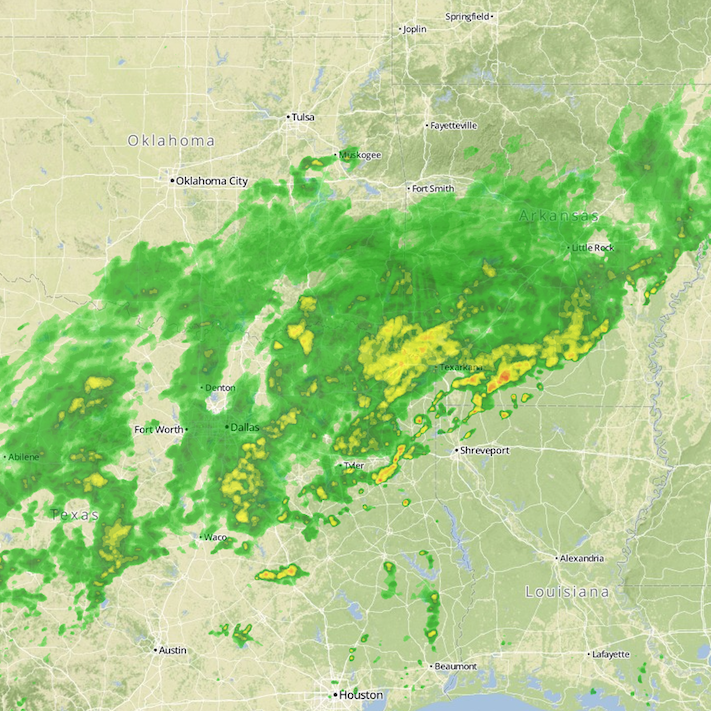 Springfield
Joplin
Tulsa
Fayetteville
Oklahoma
Muskogee
Oklahoma City
Fort Smith
Arkansas
Little Rock
Texarkana
Denton
Fort Worth
Dallas
Shreveport
Abilene
Tyler
Texas
Waco
Alexandria
Louisiana
Austin
Lafayette
Beaumont
Houston